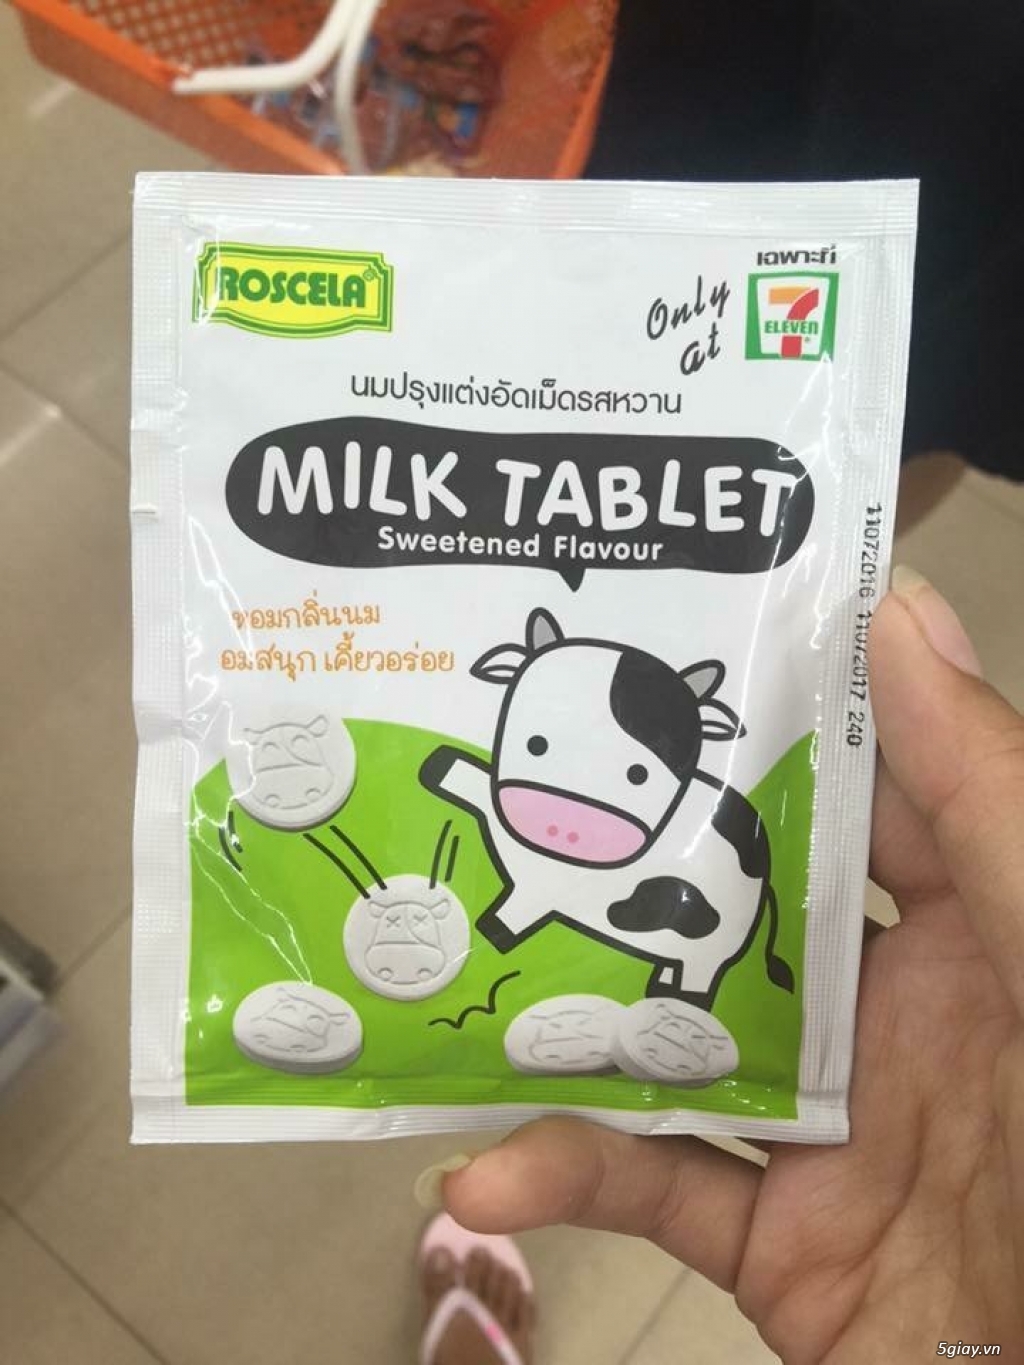 ROSCELA
เฉพาะที่
Only at
7
ELEVEN
นมปรุงแต่งอัดเม็ดรสหวาน
MILK TABLET
Sweetened Flavour
หอมกลิ่นนม
อมสนุก เคี้ยวอร่อย
11072016 11072017 240
5giay.vn